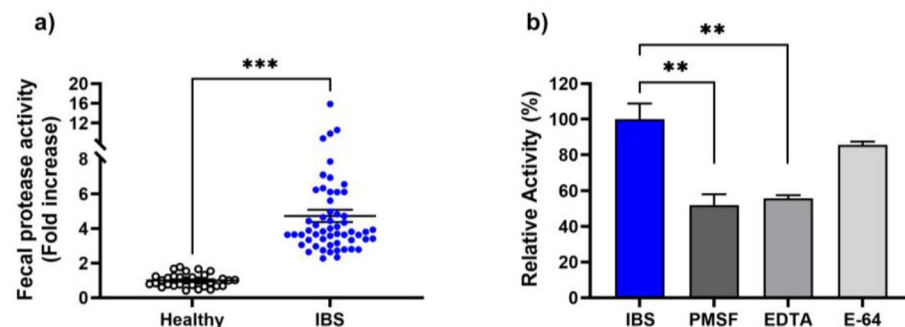 a)
Fecal protease activity
(Fold increase)
20
16
12
8
6
4
2
0
***
Healthy
IBS
b)
Relative Activity (%)
120
100
80
60
40
20
0
**
**
IBS
PMSF
EDTA
E-64